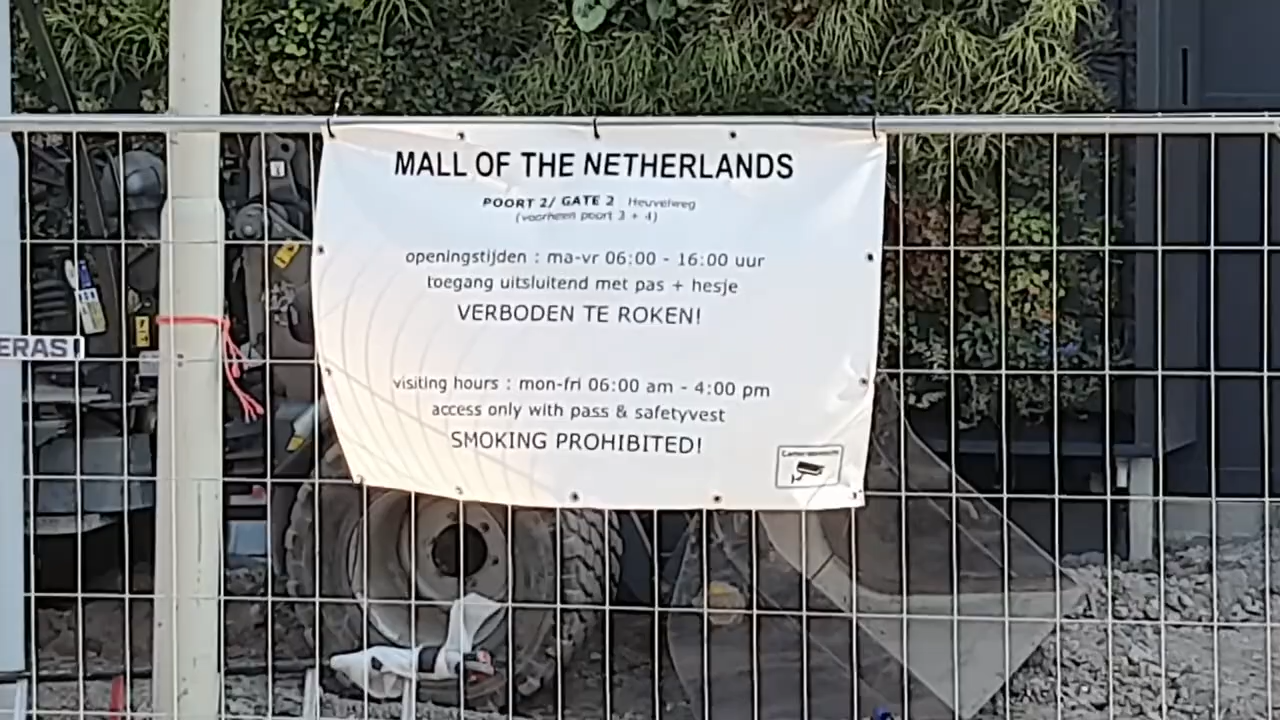 MALL OF THE NETHERLANDS
POORT 2/ GATE 2 Heuvelweg
(voorheen poort 3 + 4)
openingstijden : ma-vr 06:00 - 16:00 uur
toegang uitsluitend met pas + hesje
VERBODEN TE ROKEN!
ERAS!
visiting hours : mon-fri 06:00 am - 4:00 pm
access only with pass & safetyvest
SMOKING PROHIBITED!